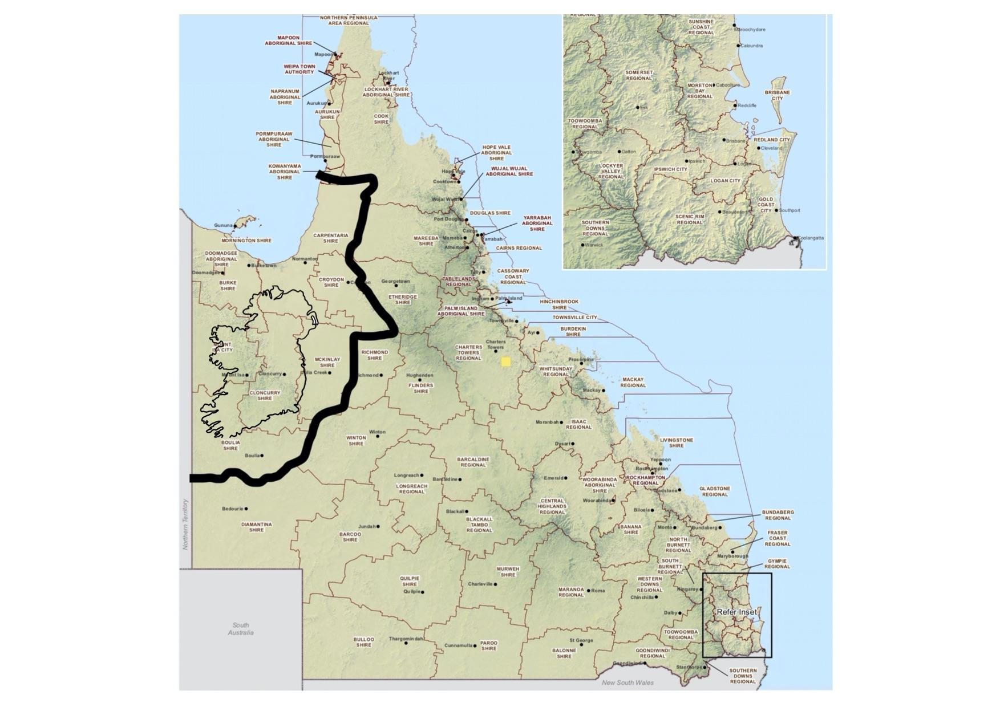 NORTHERN PENINSULA
AREA REGIONAL
MAPOON
ABORIGINAL SHIRE
Mapoon
WEIPA TOWN
AUTHORITY
Lockhart
River
NAPRANUM
ABORIGINAL
SHIRE
LOCKHART RIVER
ABORIGINAL SHIRE
Aurukun
AURUKUN
SHIRE
COOK
SHIRE
PORMPURAAW
ABORIGINAL
SHIRE
Pormpuraaw
KOWANYAMA
ABORIGINAL
SHIRE
HOPE VALE
ABORIGINAL
SHIRE
Hope Vale
WUJAL WUJAL
ABORIGINAL SHIRE
Cooktown
Wujal Wujal
DOUGLAS SHIRE
Port Douglas
YARRABAH
ABORIGINAL
SHIRE
Cairns
Yarrabah
Mareeba
MAREEBA
SHIRE
Atherton
CAIRNS REGIONAL
Gununa
MORNINGTON SHIRE
CARPENTARIA
SHIRE
DOOMADGEE
ABORIGINAL
SHIRE
Doomadgee
Burketown
BURKE
SHIRE
Normanton
CROYDON
SHIRE
Georgetown
ETHERIDGE
SHIRE
TABLELANDS
REGIONAL
Tully
CASSOWARY
COAST
REGIONAL
Ingham
Palm Island
HINCHINBROOK
SHIRE
PALM ISLAND
ABORIGINAL SHIRE
TOWNSVILLE CITY
Townsville
Ayr
BURDEKIN
SHIRE
Charters
Towers
CHARTERS
TOWERS
REGIONAL
MOUNT
ISA CITY
Mount Isa
Cloncurry
CLONCURRY
SHIRE
MCKINLAY
SHIRE
Julia Creek
RICHMOND
SHIRE
Hughenden
FLINDERS
SHIRE
Proserpine
WHITSUNDAY
REGIONAL
MACKAY
REGIONAL
Mackay
Moranbah
ISAAC
REGIONAL
Dysart
BOULIA
SHIRE
Boulia
Winton
WINTON
SHIRE
BARCALDINE
REGIONAL
Longreach
LONGREACH
REGIONAL
Barcaldine
LIVINGSTONE
SHIRE
Yeppoon
Rockhampton
ROCKHAMPTON
REGIONAL
Emerald
WOORABINDA
ABORIGINAL
SHIRE
Woorabinda
Gladstone
GLADSTONE
REGIONAL
Bedourie
DIAMANTINA
SHIRE
Northern Territory
Jundah
BARCOO
SHIRE
Blackall
BLACKALL
TAMBO
REGIONAL
CENTRAL
HIGHLANDS
REGIONAL
Biloela
BANANA
SHIRE
Monto
Bundaberg
BUNDABERG
REGIONAL
NORTH
BURNETT
REGIONAL
FRASER
COAST
REGIONAL
Maryborough
GYMPIE
REGIONAL
SOUTH
BURNETT
REGIONAL
Kingaroy
QUILPIE
SHIRE
Quilpie
MURWEH
SHIRE
Charleville
MARANOA
REGIONAL
Roma
WESTERN
DOWNS
REGIONAL
Chinchilla
Dalby
Refer Inset
TOOWOOMBA
REGIONAL
South
Australia
BULLOO
SHIRE
Thargomindah
Cunnamulla
PAROO
SHIRE
St George
BALONNE
SHIRE
GOONDIWINDI
REGIONAL
Goondiwindi
Stanthorpe
SOUTHERN
DOWNS
REGIONAL
New South Wales
REGIONAL
SUNSHINE
COAST
REGIONAL
Maroochydore
Caloundra
SOMERSET
REGIONAL
MORETON
BAY
REGIONAL
Caboolture
BRISBANE
CITY
Esk
Redcliffe
TOOWOOMBA
REGIONAL
Brisbane
REDLAND CITY
Cleveland
Toowoomba
Gatton
Ipswich
Logan
LOCKYER
VALLEY
REGIONAL
IPSWICH CITY
LOGAN CITY
GOLD
COAST
CITY
Southport
Beaudesert
SCENIC RIM
REGIONAL
SOUTHERN
DOWNS
REGIONAL
Warwick
Coolangatta